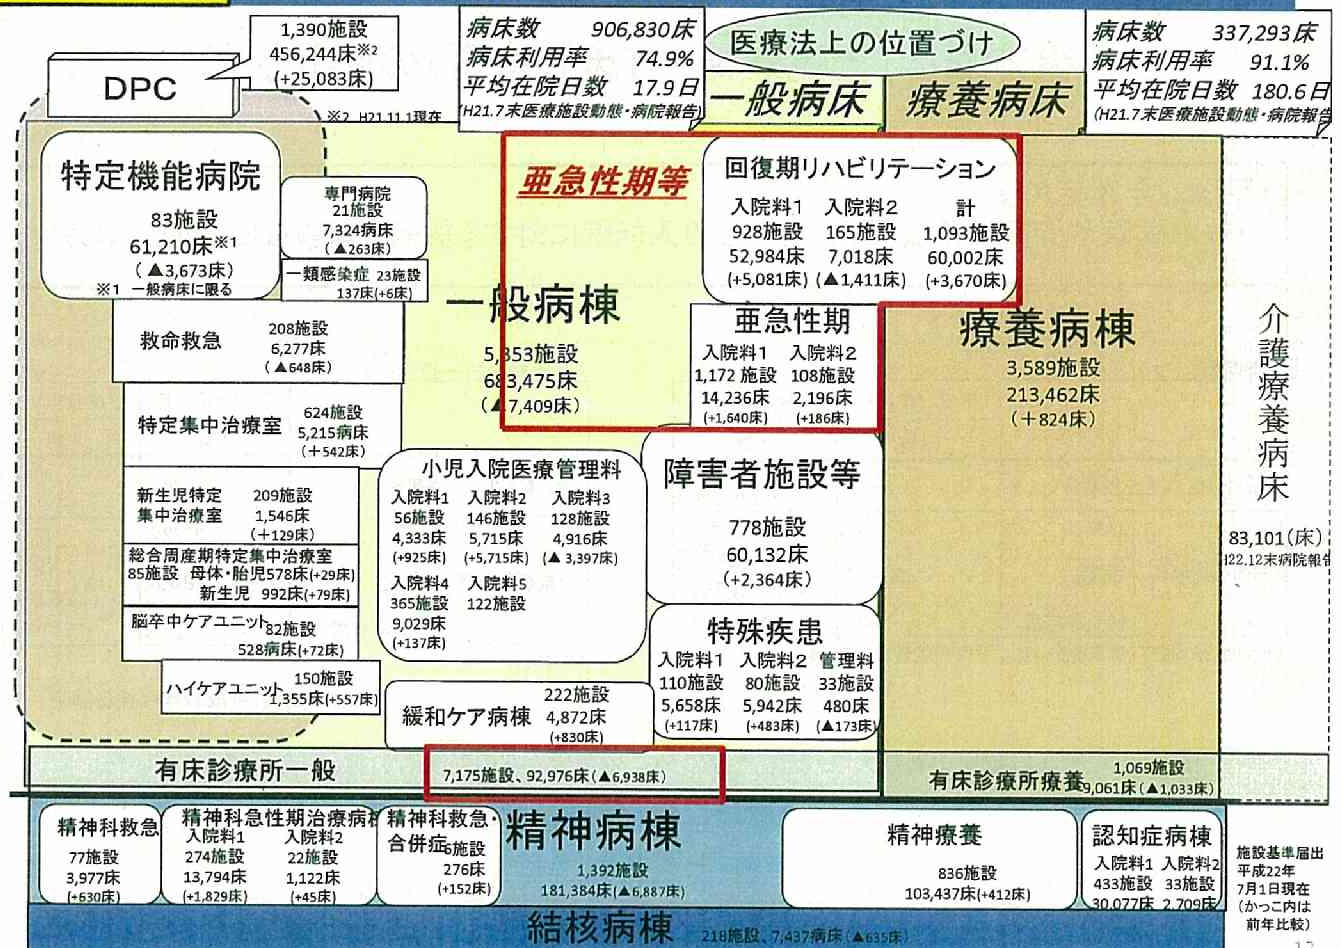 1,390施設
456,244床※2
(+25,083床)
DPC
※2 H21.11.1現在
病床数 906,830床
病床利用率 74.9%
平均在院日数 17.9日
(H21.7末医療施設動態・病院報告)
医療法上の位置づけ
一般病床
療養病床
病床数 337,293床
病床利用率 91.1%
平均在院日数 180.6日
(H21.7末医療施設動態・病院報告
特定機能病院
83施設
61,210床※1
(▲3,673床)
※1 一般病床に限る
専門病院
21施設
7,324病床
(▲263床)
一類感染症 23施設
137床(+6床)
救命救急
208施設
6,277床
(▲648床)
特定集中治療室
624施設
5,215病床
(+542床)
新生児特定
集中治療室
209施設
1,546床
(+129床)
総合周産期特定集中治療室
85施設 母体・胎児578床(+29床)
新生児 992床(+79床)
脳卒中ケアユニット
82施設
528病床(+72床)
ハイケアユニット
150施設
1,355床(+557床)
亜急性期等
一般病棟
5,353施設
683,475床
(▲7,409床)
回復期リハビリテーション
入院料1 入院料2 計
928施設 165施設 1,093施設
52,984床 7,018床 60,002床
(+5,081床) (▲1,411床) (+3,670床)
亜急性期
入院料1 入院料2
1,172施設 108施設
14,236床 2,196床
(+1,640床) (+186床)
小児入院医療管理料
入院料1 入院料2 入院料3
56施設 146施設 128施設
4,333床 5,715床 4,916床
(+925床) (+5,715床) (▲3,397床)
入院料4 入院料5
365施設 122施設
9,029床
(+137床)
障害者施設等
778施設
60,132床
(+2,364床)
特殊疾患
入院料1 入院料2 管理料
110施設 80施設 33施設
5,658床 5,942床 480床
(+117床) (+483床) (▲173床)
緩和ケア病棟
222施設
4,872床
(+830床)
療養病棟
3,589施設
213,462床
(+824床)
介護療養病床
83,101(床)
H22.12末病院報告
有床診療所一般
7,175施設、92,976床(▲6,938床)
有床診療所療養
1,069施設
9,061床(▲1,033床)
精神科救急
77施設
3,977床
(+630床)
精神科急性期治療病棟
入院料1 入院料2
274施設 22施設
13,794床 1,122床
(+1,829床) (+45床)
精神科救急・
合併症
6施設
276床
(+152床)
精神病棟
1,392施設
181,384床(▲6,887床)
精神療養
836施設
103,437床(+412床)
認知症病棟
入院料1 入院料2
433施設 33施設
30,077床 2,709床
施設基準届出
平成22年
7月1日現在
(かっこ内は
前年比較)
結核病棟
218施設、7,437病床(▲635床)